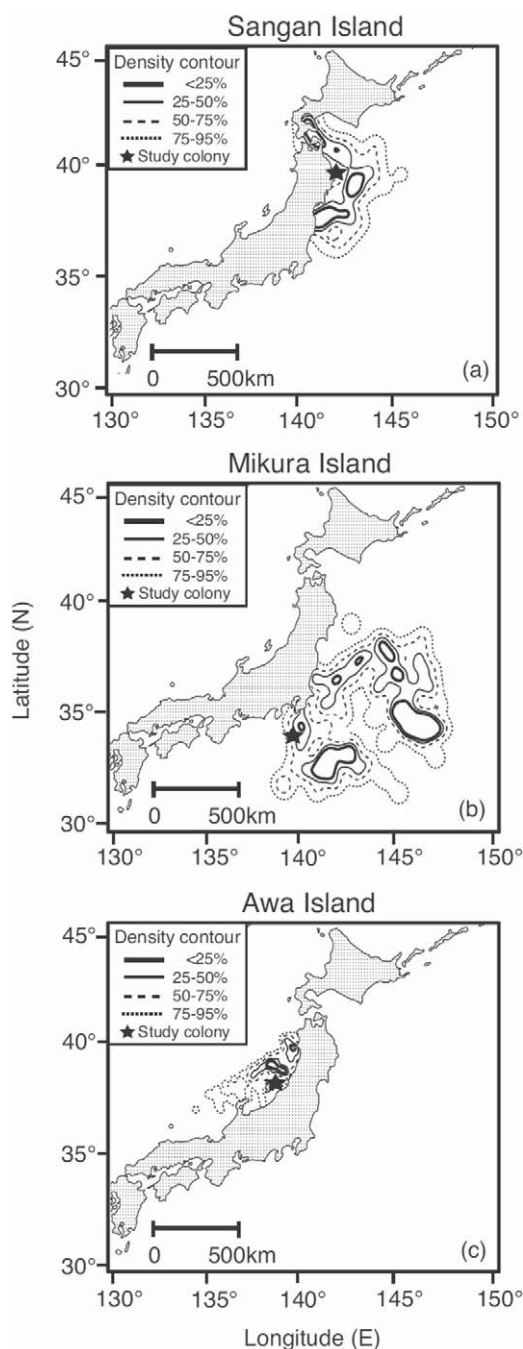 Sangan Island
45°
Density contour
<25%
25-50%
50-75%
75-95%
★ Study colony
40°
35°
0 500km
(a)
30°
130° 135° 140° 145° 150°
Mikura Island
45°
Density contour
<25%
25-50%
50-75%
75-95%
★ Study colony
40°
Latitude (N)
35°
0 500km
(b)
30°
130° 135° 140° 145° 150°
Awa Island
45°
Density contour
<25%
25-50%
50-75%
75-95%
★ Study colony
40°
35°
0 500km
(c)
30°
130° 135° 140° 145° 150°
Longitude (E)